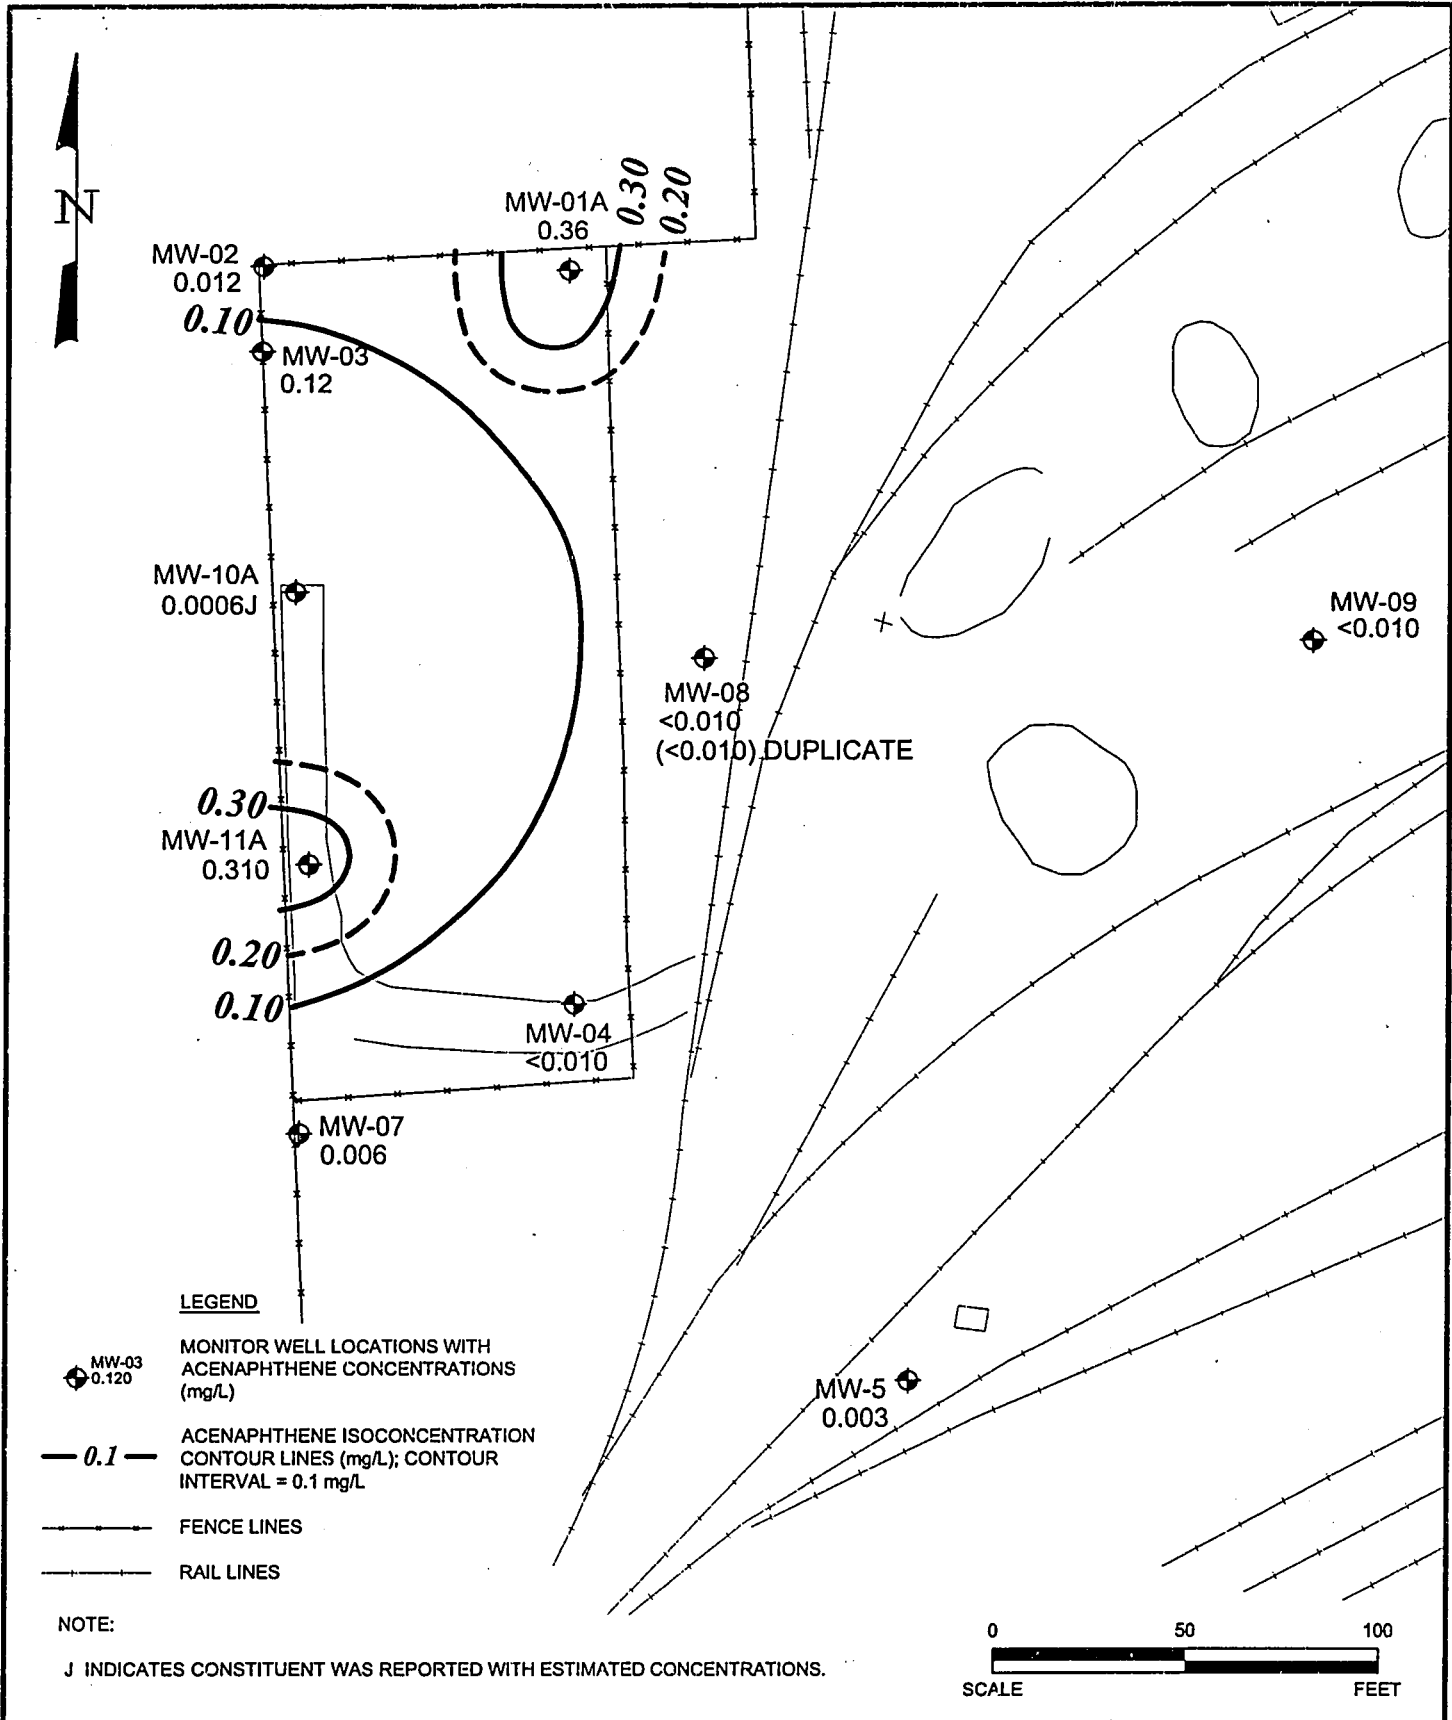 N
MW-01A
0.36
0.30
0.20
MW-02
0.012
0.10
MW-03
0.12
MW-10A
0.0006J
MW-09
<0.010
MW-08
<0.010
(<0.010) DUPLICATE
0.30
MW-11A
0.310
0.20
0.10
MW-04
<0.010
MW-07
0.006
MW-5
0.003
LEGEND
MW-03
0.120
MONITOR WELL LOCATIONS WITH
ACENAPHTHENE CONCENTRATIONS
(mg/L)
0.1
ACENAPHTHENE ISOCONCENTRATION
CONTOUR LINES (mg/L); CONTOUR
INTERVAL = 0.1 mg/L
FENCE LINES
RAIL LINES
NOTE:
J INDICATES CONSTITUENT WAS REPORTED WITH ESTIMATED CONCENTRATIONS.
0 50 100
SCALE FEET